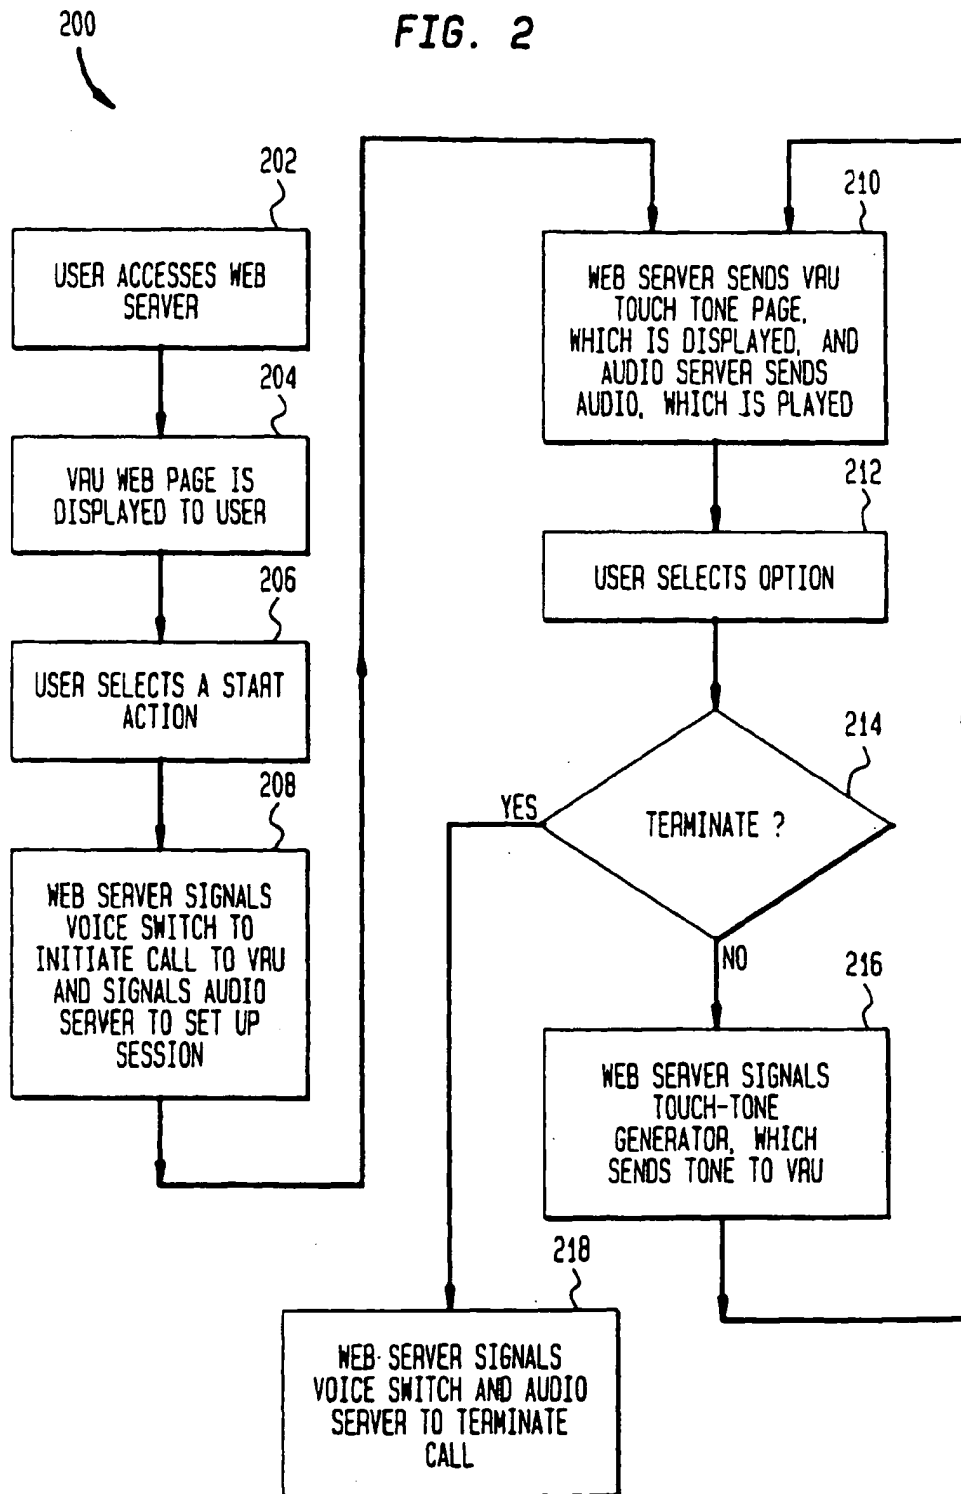 200
FIG. 2
202
USER ACCESSES WEB
SERVER
204
VRU WEB PAGE IS
DISPLAYED TO USER
206
USER SELECTS A START
ACTION
208
WEB SERVER SIGNALS
VOICE SWITCH TO
INITIATE CALL TO VRU
AND SIGNALS AUDIO
SERVER TO SET UP
SESSION
210
WEB SERVER SENDS VRU
TOUCH TONE PAGE,
WHICH IS DISPLAYED, AND
AUDIO SERVER SENDS
AUDIO, WHICH IS PLAYED
212
USER SELECTS OPTION
214
TERMINATE ?
YES
NO
216
WEB SERVER SIGNALS
TOUCH-TONE
GENERATOR, WHICH
SENDS TONE TO VRU
218
WEB SERVER SIGNALS
VOICE SWITCH AND AUDIO
SERVER TO TERMINATE
CALL